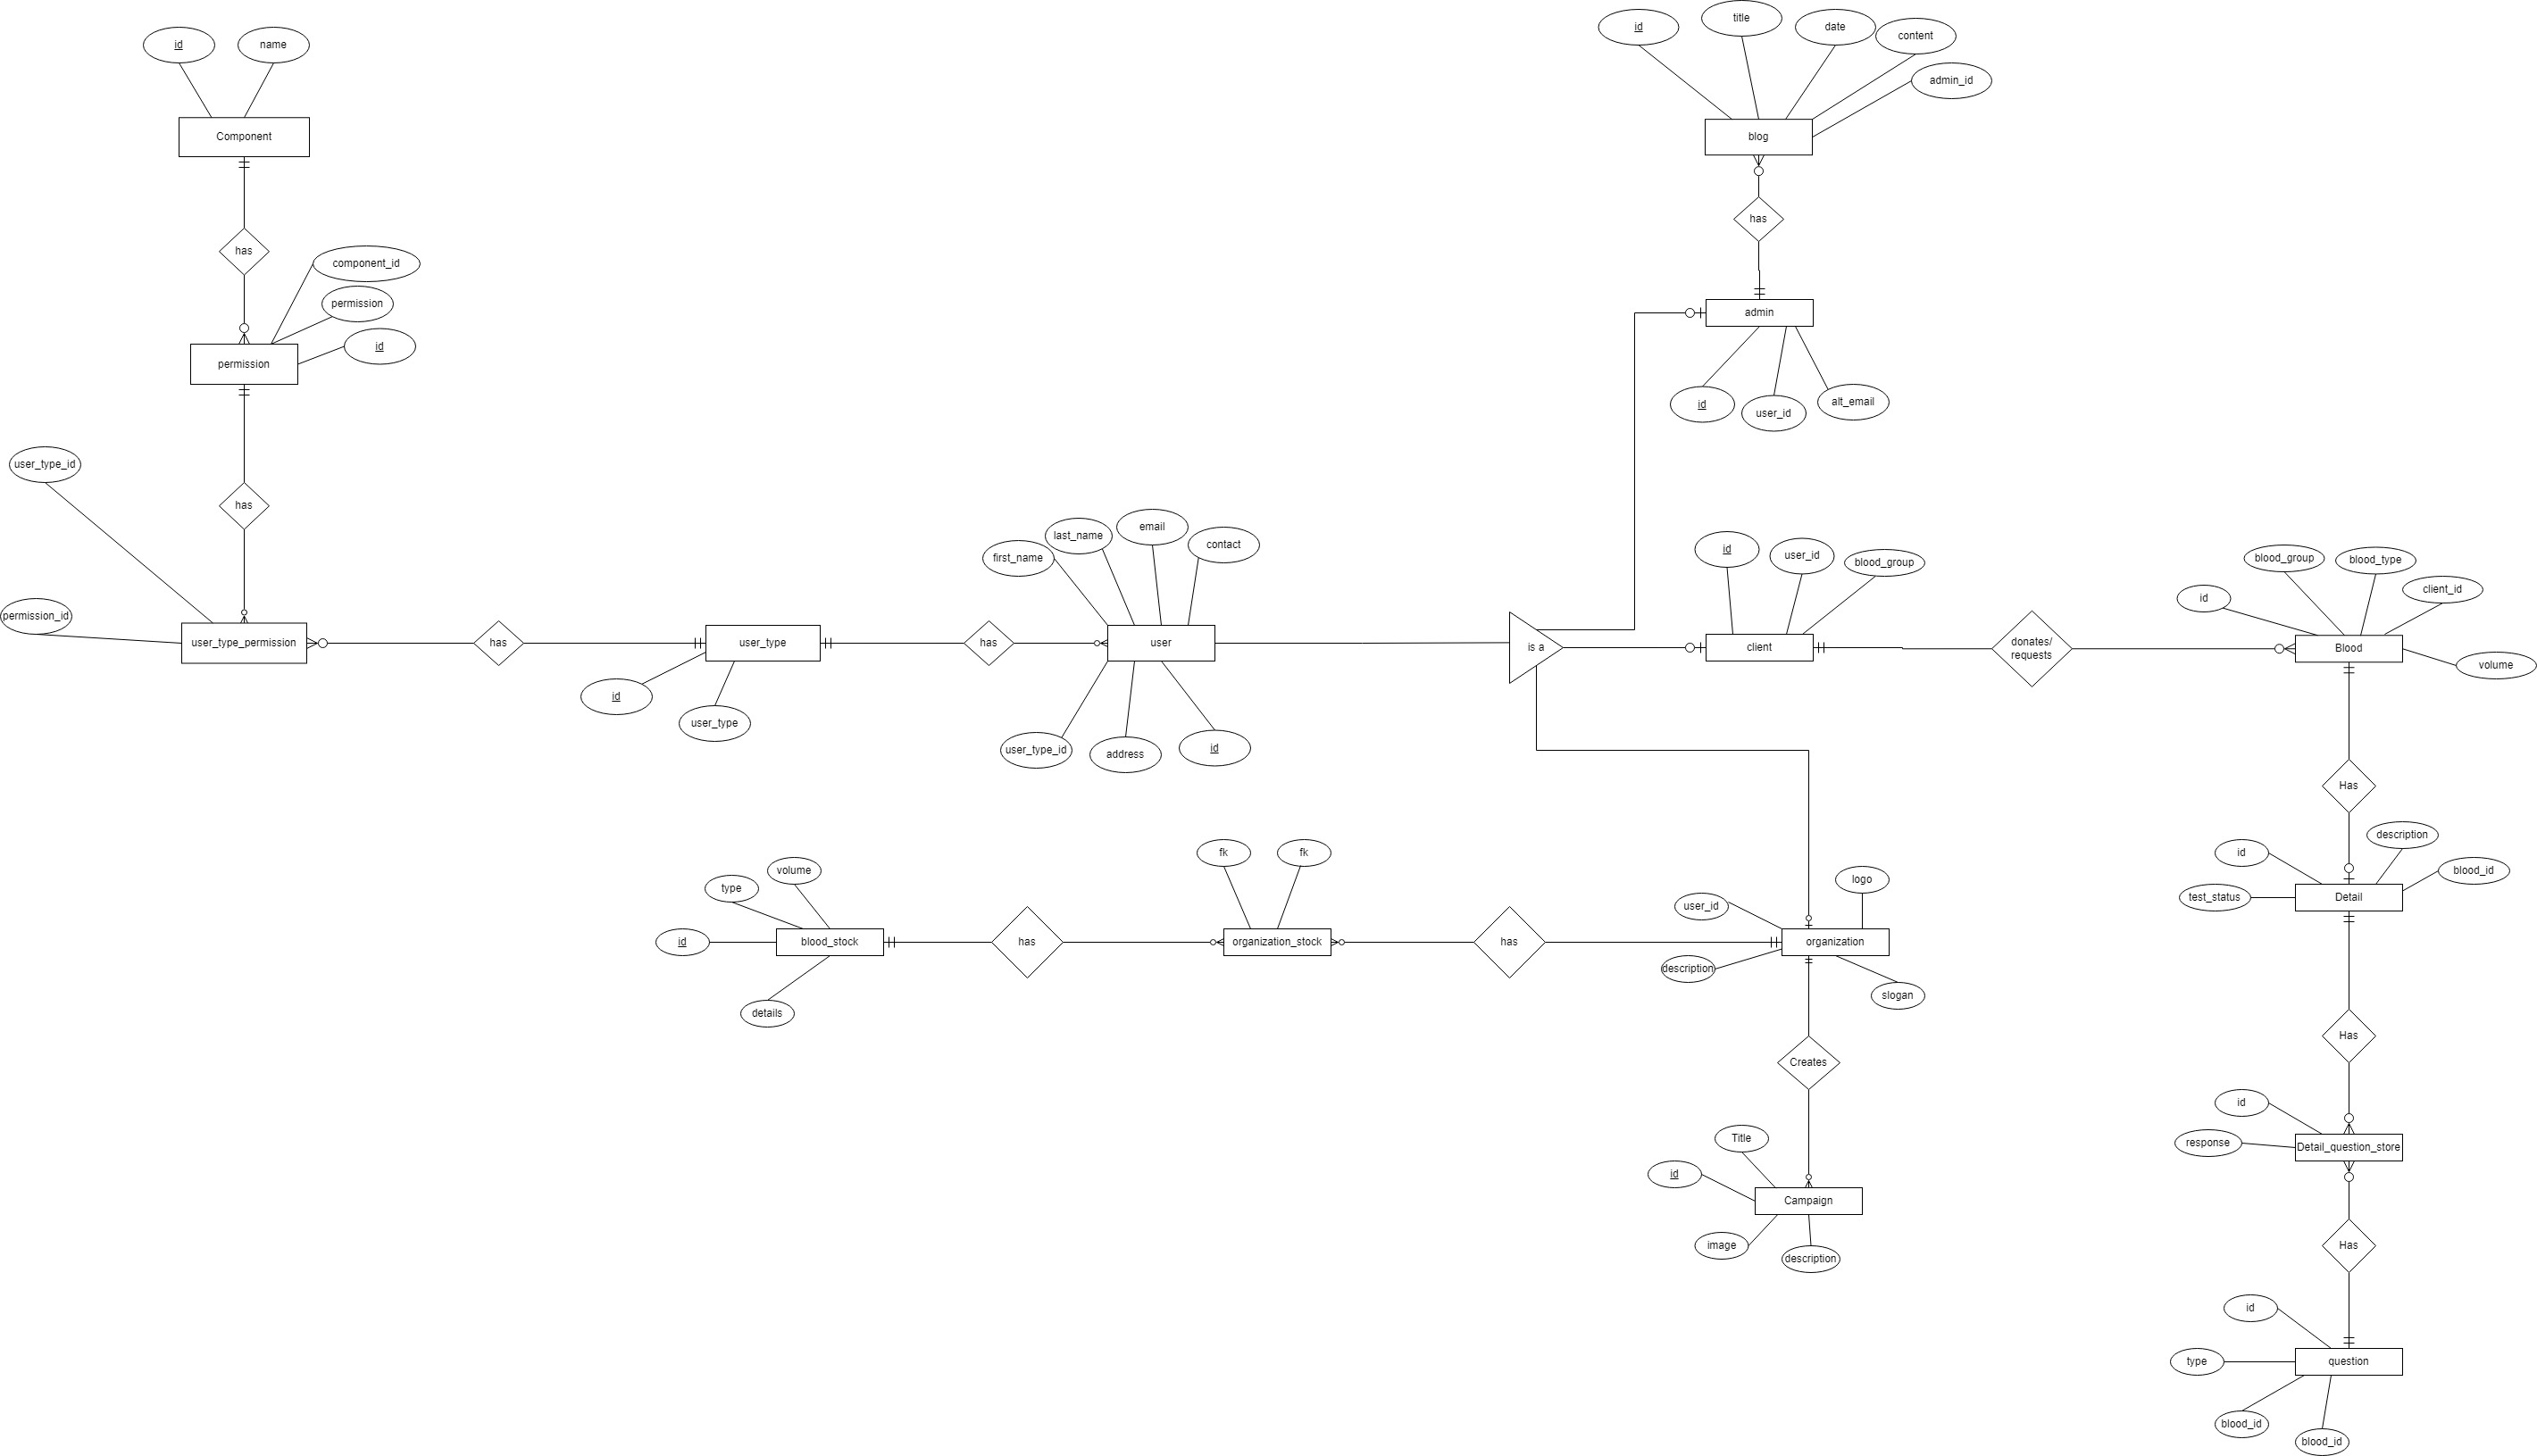 id
name
Component
has
component_id
permission
id
permission
has
user_type_id
permission_id
user_type_permission
has
user_type
id
user_type
has
first_name
last_name
email
contact
user
user_type_id
address
id
is a
id
title
date
content
admin_id
blog
has
admin
id
user_id
alt_email
id
user_id
blood_group
client
donates/
requests
id
blood_group
blood_type
client_id
volume
Blood
Has
id
description
blood_id
test_status
Detail
Has
id
response
Detail_question_store
Has
id
type
question
blood_id
blood_id
type
volume
id
blood_stock
details
has
fk
fk
organization_stock
has
user_id
logo
organization
description
slogan
Creates
Title
id
Campaign
image
description